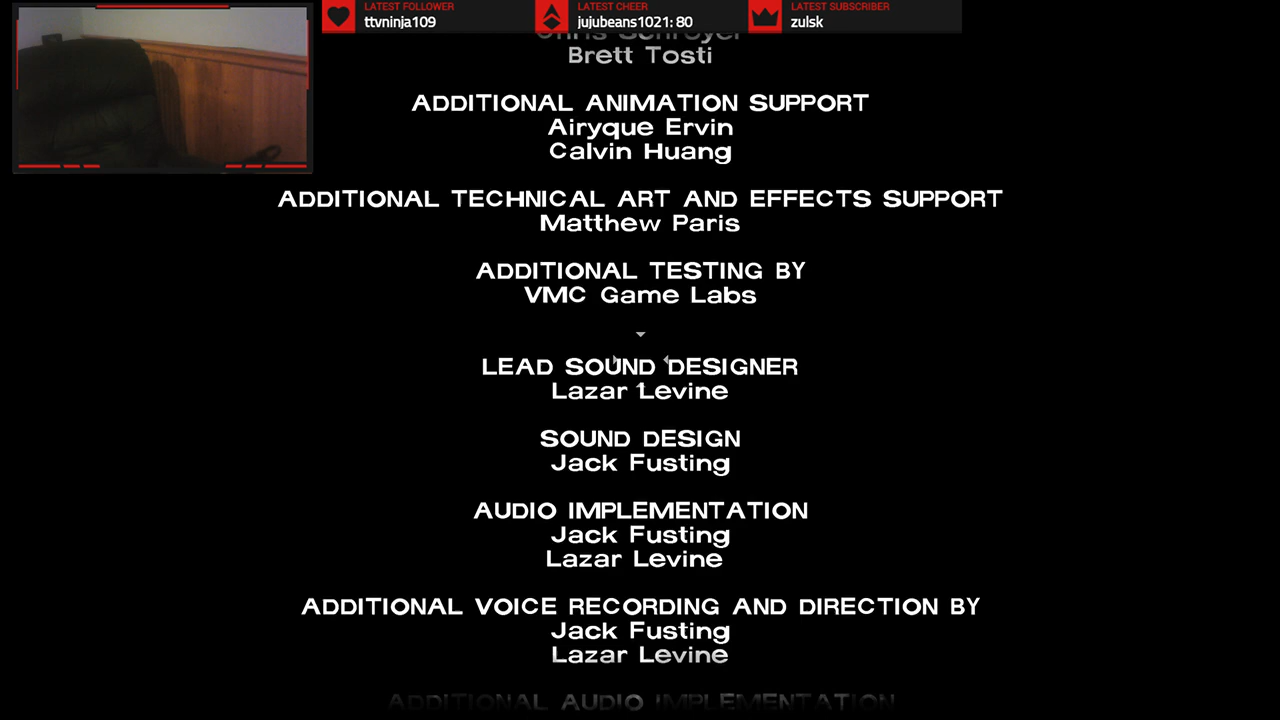 LATEST FOLLOWER
ttvninja109
LATEST CHEER
jujubeans1021: 80
LATEST SUBSCRIBER
zulsk
Chris Schroyer
Brett Tosti
ADDITIONAL ANIMATION SUPPORT
Airyque Ervin
Calvin Huang
ADDITIONAL TECHNICAL ART AND EFFECTS SUPPORT
Matthew Paris
ADDITIONAL TESTING BY
VMC Game Labs
LEAD SOUND DESIGNER
Lazar Levine
SOUND DESIGN
Jack Fusting
AUDIO IMPLEMENTATION
Jack Fusting
Lazar Levine
ADDITIONAL VOICE RECORDING AND DIRECTION BY
Jack Fusting
Lazar Levine
ADDITIONAL AUDIO IMPLEMENTATION